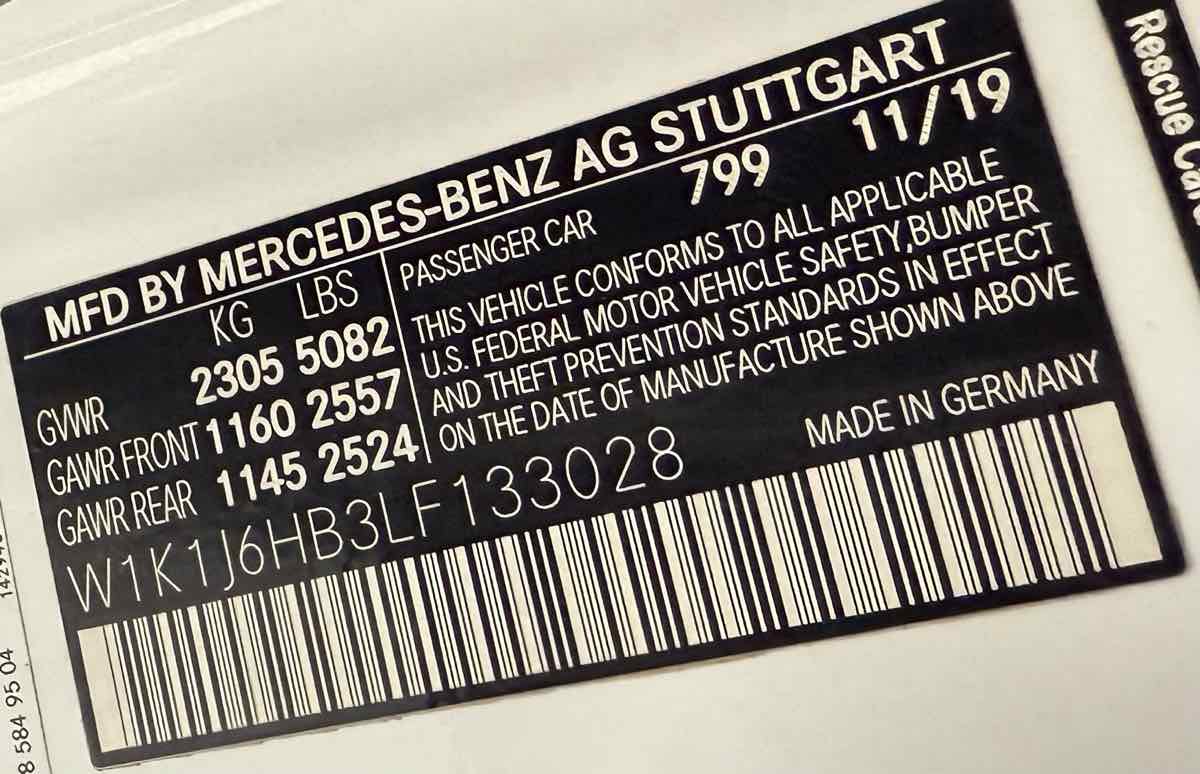 MFD BY MERCEDES-BENZ AG STUTTGART
KG LBS
GVWR 2305 5082
GAWR FRONT 1160 2557
GAWR REAR 1145 2524
PASSENGER CAR 799 11/19
THIS VEHICLE CONFORMS TO ALL APPLICABLE
U.S. FEDERAL MOTOR VEHICLE SAFETY,BUMPER
AND THEFT PREVENTION STANDARDS IN EFFECT
ON THE DATE OF MANUFACTURE SHOWN ABOVE
W1K1J6HB3LF133028
MADE IN GERMANY
Rescue
8 584 95 04